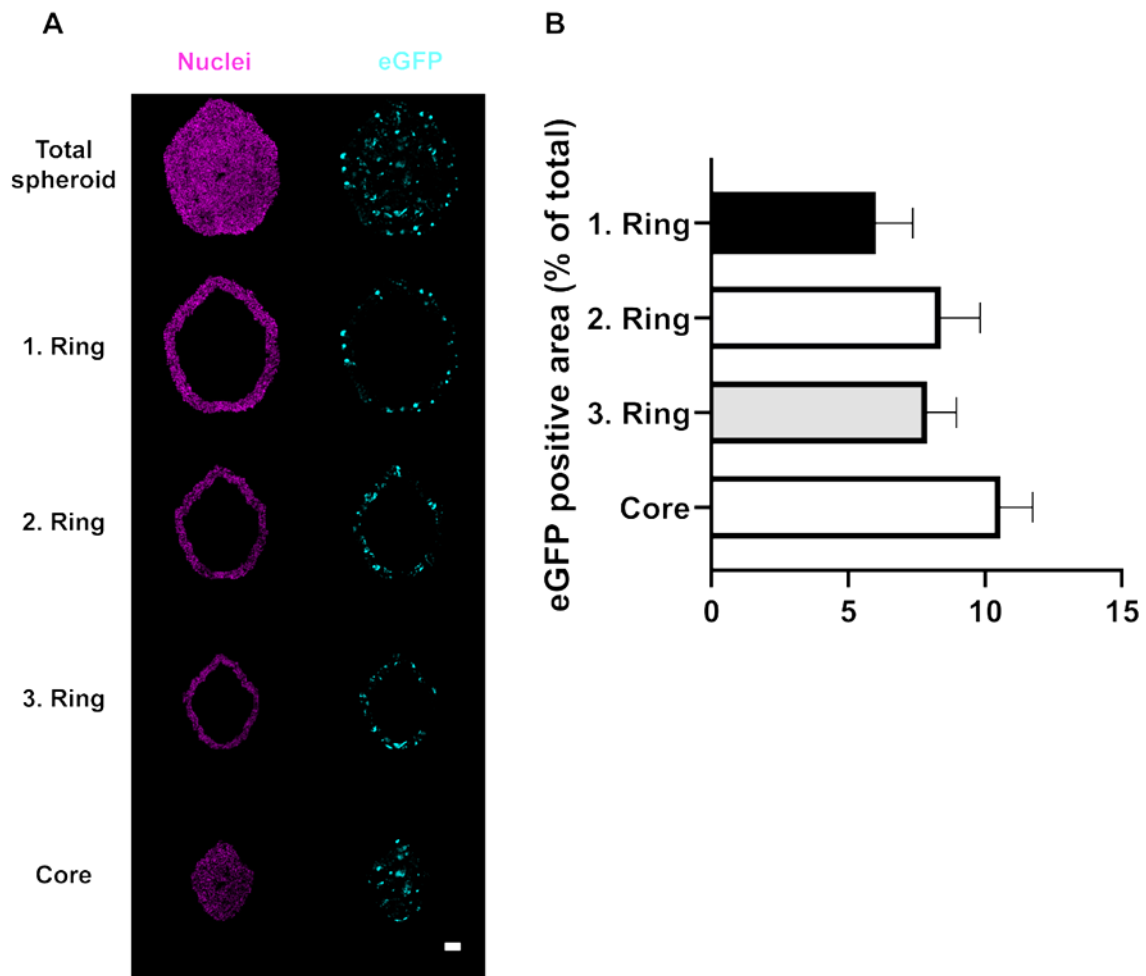 A
Nuclei
eGFP
Total
spheroid
1. Ring
2. Ring
3. Ring
Core
B
eGFP positive area (% of total)
1. Ring
2. Ring
3. Ring
Core
0
5
10
15